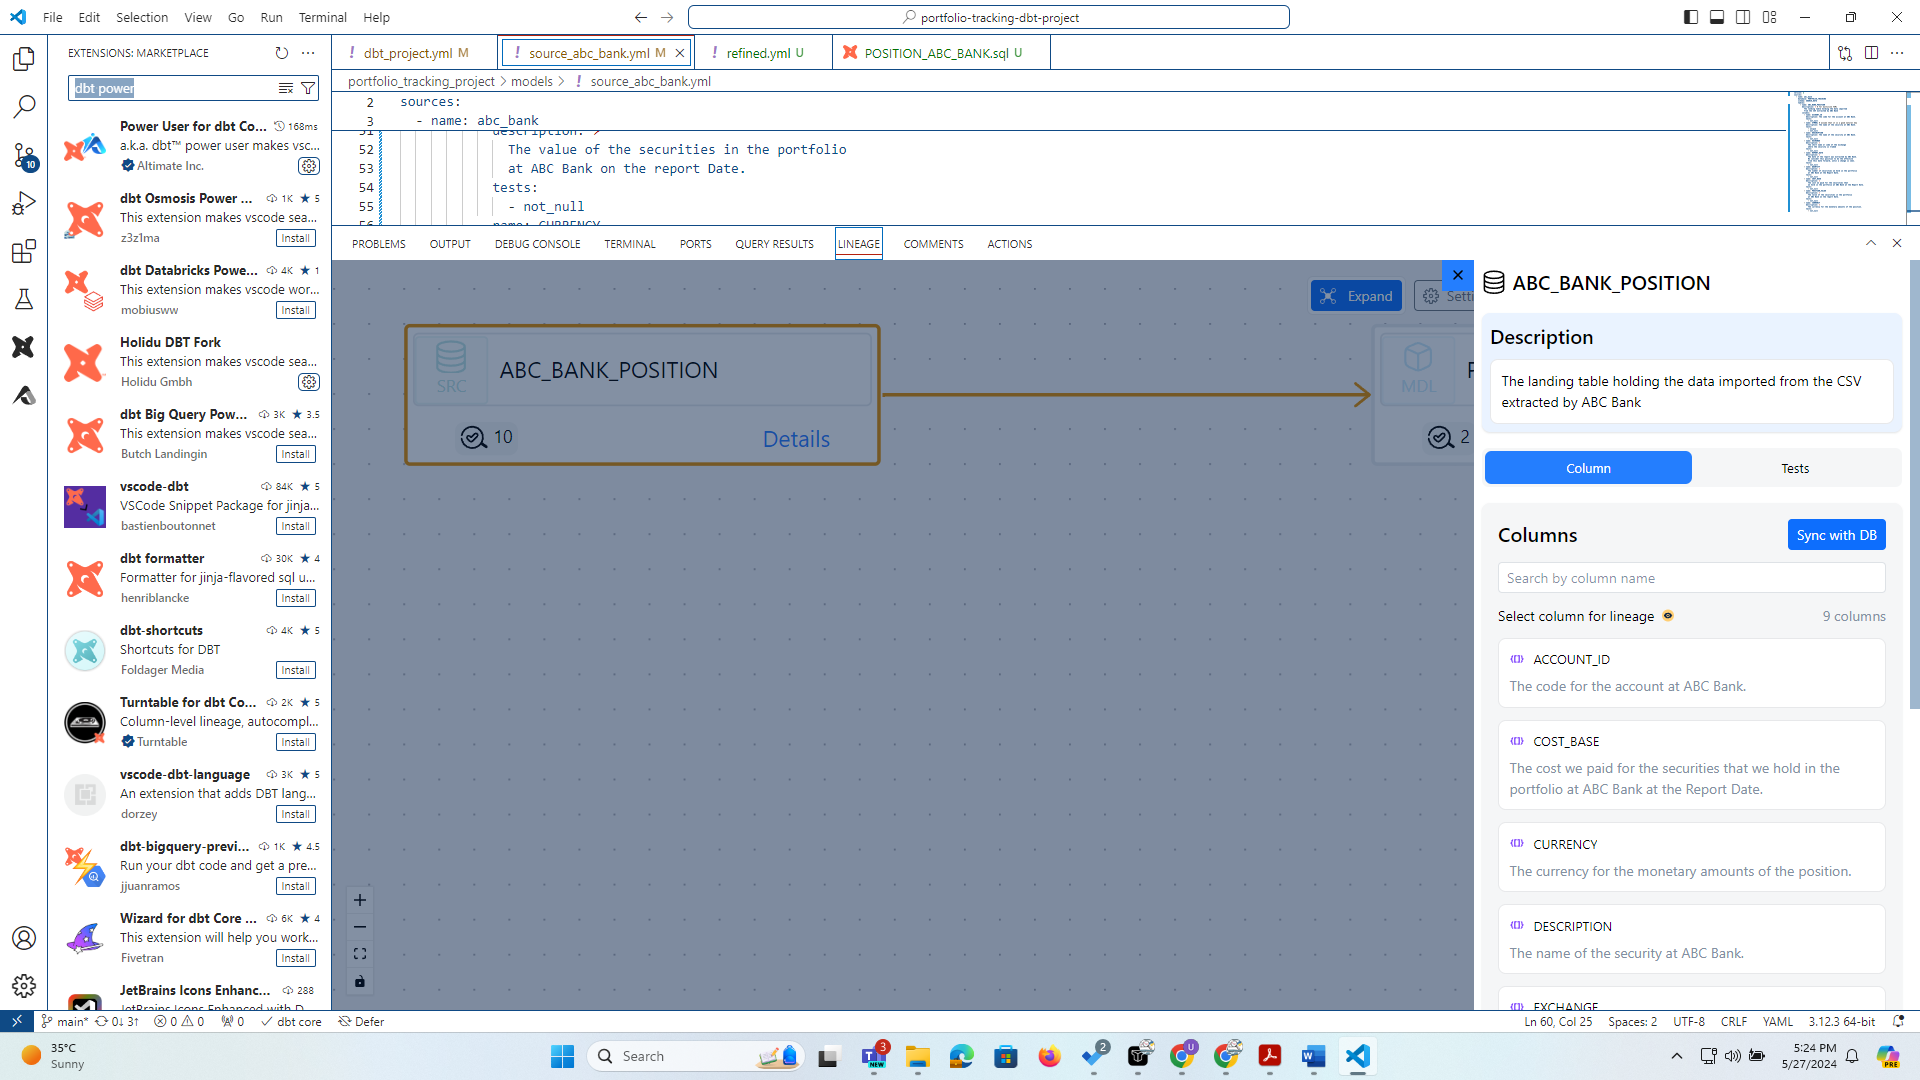 File Edit Selection View Go Run Terminal Help
portfolio-tracking-dbt-project
EXTENSIONS: MARKETPLACE
dbt power
Power User for dbt Co... 168ms
a.k.a. dbt™ power user makes vsc...
Altimate Inc.
dbt Osmosis Power ... 1K ★ 5
This extension makes vscode sea...
z3z1ma Install
dbt Databricks Powe... 4K ★ 1
This extension makes vscode wor...
mobiusww Install
Holidu DBT Fork
This extension makes vscode sea...
Holidu Gmbh
dbt Big Query Pow... 3K ★ 3.5
This extension makes vscode sea...
Butch Landingin Install
vscode-dbt 84K ★ 5
VSCode Snippet Package for jinja...
bastienboutonnet Install
dbt formatter 30K ★ 4
Formatter for jinja-flavored sql u...
henriblancke Install
dbt-shortcuts 4K ★ 5
Shortcuts for DBT
Foldager Media Install
Turntable for dbt Co... 2K ★ 5
Column-level lineage, autocompl...
Turntable Install
vscode-dbt-language 3K ★ 5
An extension that adds DBT lang...
dorzey Install
dbt-bigquery-previ... 1K ★ 4.5
Run your dbt code and get a pre...
jjuanramos Install
Wizard for dbt Core ... 6K ★ 4
This extension will help you work...
Fivetran Install
JetBrains Icons Enhanc... 288
JetBrains Icons Enhanced with D...
10
dbt_project.yml M
source_abc_bank.yml M
refined.yml U
POSITION_ABC_BANK.sql U
portfolio_tracking_project > models > ! source_abc_bank.yml
2 sources:
3 - name: abc_bank
51 description: >
52 The value of the securities in the portfolio
53 at ABC Bank on the report Date.
54 tests:
55 - not_null
56 name: CURRENCY
PROBLEMS OUTPUT DEBUG CONSOLE TERMINAL PORTS QUERY RESULTS LINEAGE COMMENTS ACTIONS
Expand
Setti
SRC
ABC_BANK_POSITION
10
Details
MDL
P
2
ABC_BANK_POSITION
Description
The landing table holding the data imported from the CSV
extracted by ABC Bank
Column Tests
Columns
Sync with DB
Search by column name
Select column for lineage 9 columns
ACCOUNT_ID
The code for the account at ABC Bank.
COST_BASE
The cost we paid for the securities that we hold in the
portfolio at ABC Bank at the Report Date.
CURRENCY
The currency for the monetary amounts of the position.
DESCRIPTION
The name of the security at ABC Bank.
EXCHANGE
main* 0↓ 3↑ 0 0 0 dbt core Defer
Ln 60, Col 25 Spaces: 2 UTF-8 CRLF YAML 3.12.3 64-bit
35°C
Sunny
Search
3
NEW
2
U
PRE
5:24 PM
5/27/2024